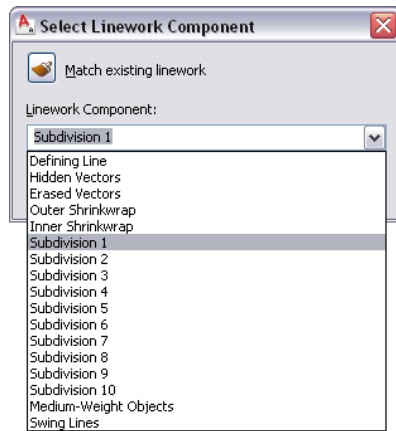 Select Linework Component
Match existing linework
Linework Component:
Subdivision 1
Defining Line
Hidden Vectors
Erased Vectors
Outer Shrinkwrap
Inner Shrinkwrap
Subdivision 1
Subdivision 2
Subdivision 3
Subdivision 4
Subdivision 5
Subdivision 6
Subdivision 7
Subdivision 8
Subdivision 9
Subdivision 10
Medium-Weight Objects
Swing Lines